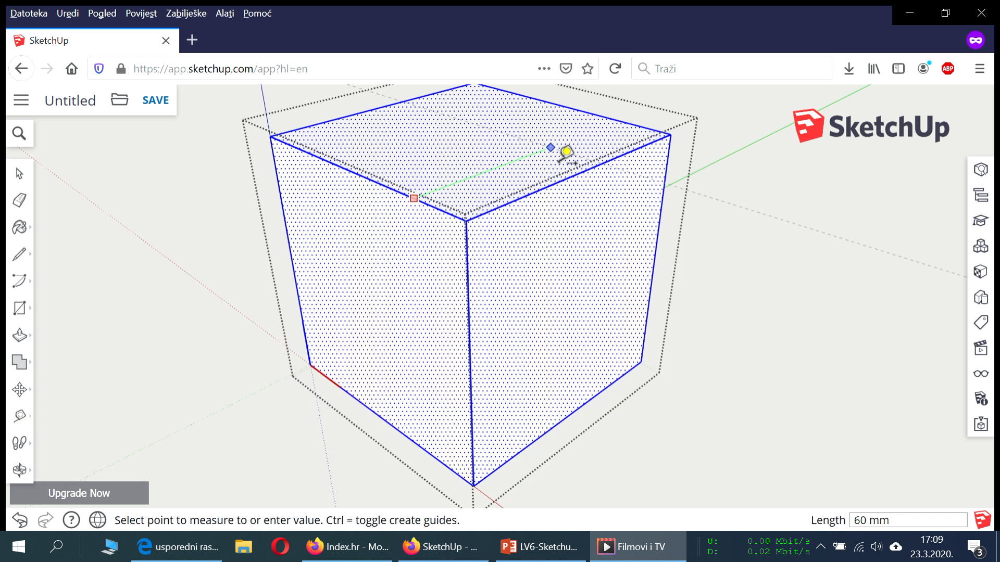 Datoteka Uredi Pogled Povijest Zabilješke Alati Pomoć
SketchUp
https://app.sketchup.com/app?hl=en
Traži
ABP
Untitled SAVE
SketchUp
Upgrade Now
Select point to measure to or enter value. Ctrl = toggle create guides.
Length 60 mm
usporedni ras...
Index.hr - Mo...
SketchUp - ...
LV6-Sketchu...
Filmovi i TV
U: 0.00 Mbit/s
D: 0.02 Mbit/s
17:09
23.3.2020.
3